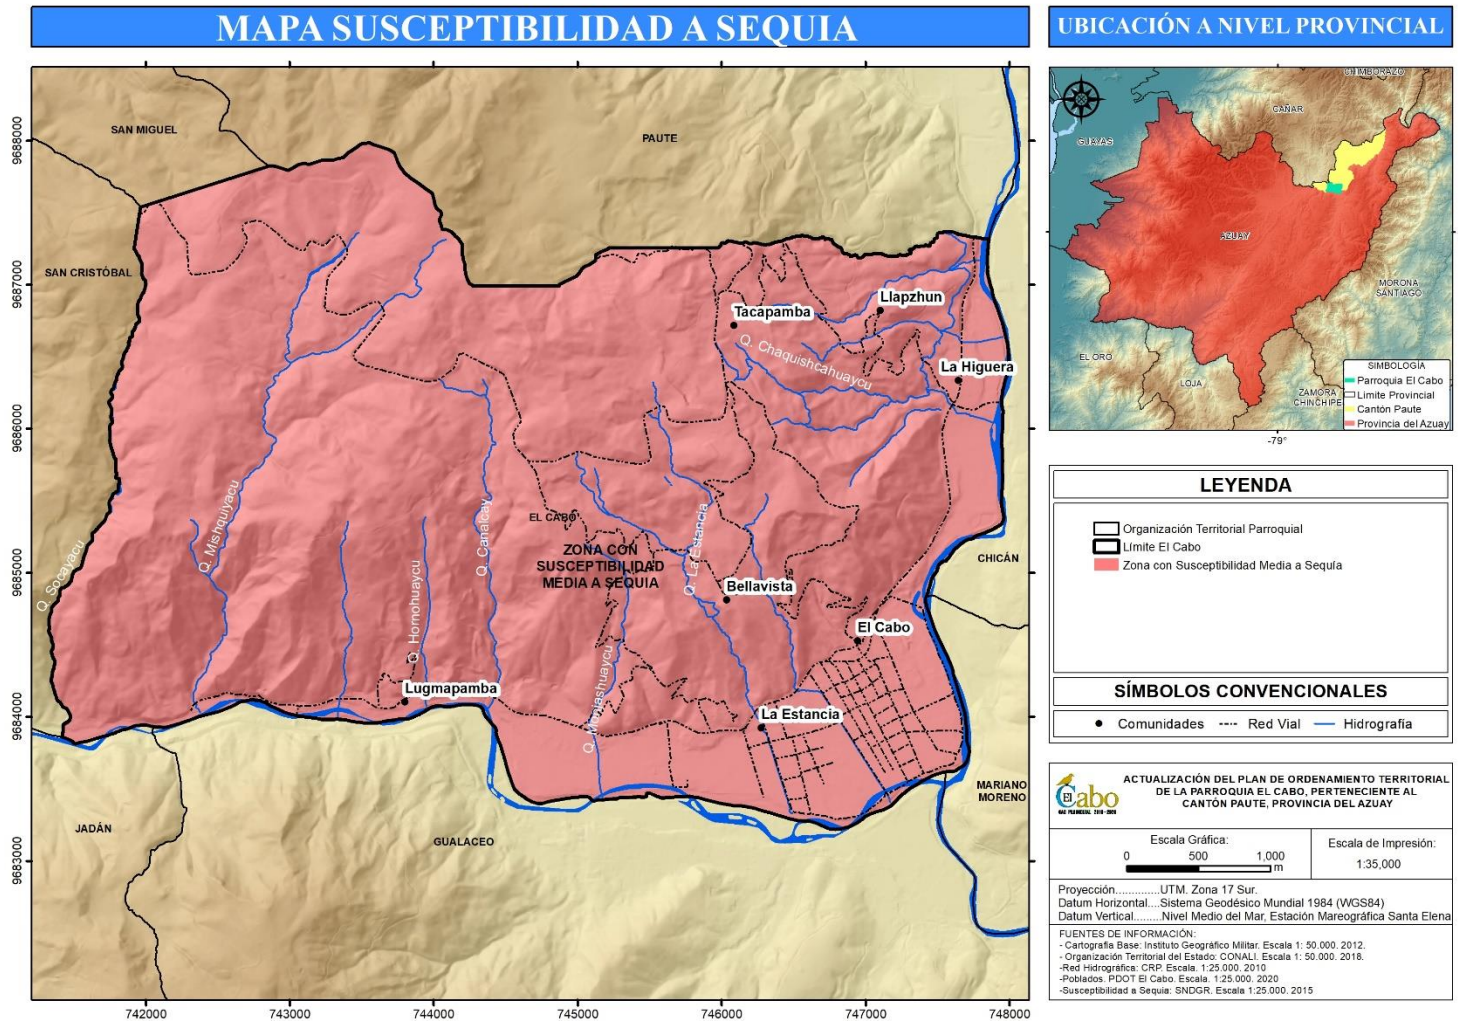 MAPA SUSCEPTIBILIDAD A SEQUIA
UBICACIÓN A NIVEL PROVINCIAL
SAN MIGUEL
PAUTE
SAN CRISTÓBAL
Tacapamba
Llapzhun
La Higuera
Q. Chaquishcahuaycu
Q. Mishquiyacu
Q. Socayacu
Q. Hornohuaycu
Q. Canalcay
EL CABO
ZONA CON
SUSCEPTIBILIDAD
MEDIA A SEQUIA
Q. La Estancia
Bellavista
El Cabo
CHICÁN
Lugmapamba
La Estancia
MARIANO
MORENO
JADÁN
GUALACEO
9688000
9687000
9686000
9685000
9684000
9683000
742000
743000
744000
745000
746000
747000
748000
CHIMBORAZO
CAÑAR
GUAYAS
AZUAY
MORONA
SANTIAGO
EL ORO
LOJA
ZAMORA
CHINCHIPE
SIMBOLOGÍA
Parroquia El Cabo
Límite Provincial
Cantón Paute
Provincia del Azuay
-79°
LEYENDA
Organización Territorial Parroquial
Límite El Cabo
Zona con Susceptibilidad Media a Sequía
SÍMBOLOS CONVENCIONALES
Comunidades
Red Vial
Hidrografía
El Cabo
ACTUALIZACIÓN DEL PLAN DE ORDENAMIENTO TERRITORIAL
DE LA PARROQUIA EL CABO, PERTENECIENTE AL
CANTÓN PAUTE, PROVINCIA DEL AZUAY
Escala Gráfica:
0 500 1,000
m
Escala de Impresión:
1:35,000
Proyección.............UTM. Zona 17 Sur.
Datum Horizontal....Sistema Geodésico Mundial 1984 (WGS84)
Datum Vertical.........Nivel Medio del Mar, Estación Mareográfica Santa Elena
FUENTES DE INFORMACIÓN:
- Cartografía Base: Instituto Geográfico Militar. Escala 1: 50.000. 2012.
- Organización Territorial del Estado: CONALI. Escala 1: 50.000. 2018.
-Red Hidrográfica: CRP. Escala. 1:25.000. 2010
-Poblados. PDOT El Cabo. Escala. 1:25.000. 2020
-Susceptibilidad a Sequia: SNDGR. Escala 1:25.000. 2015